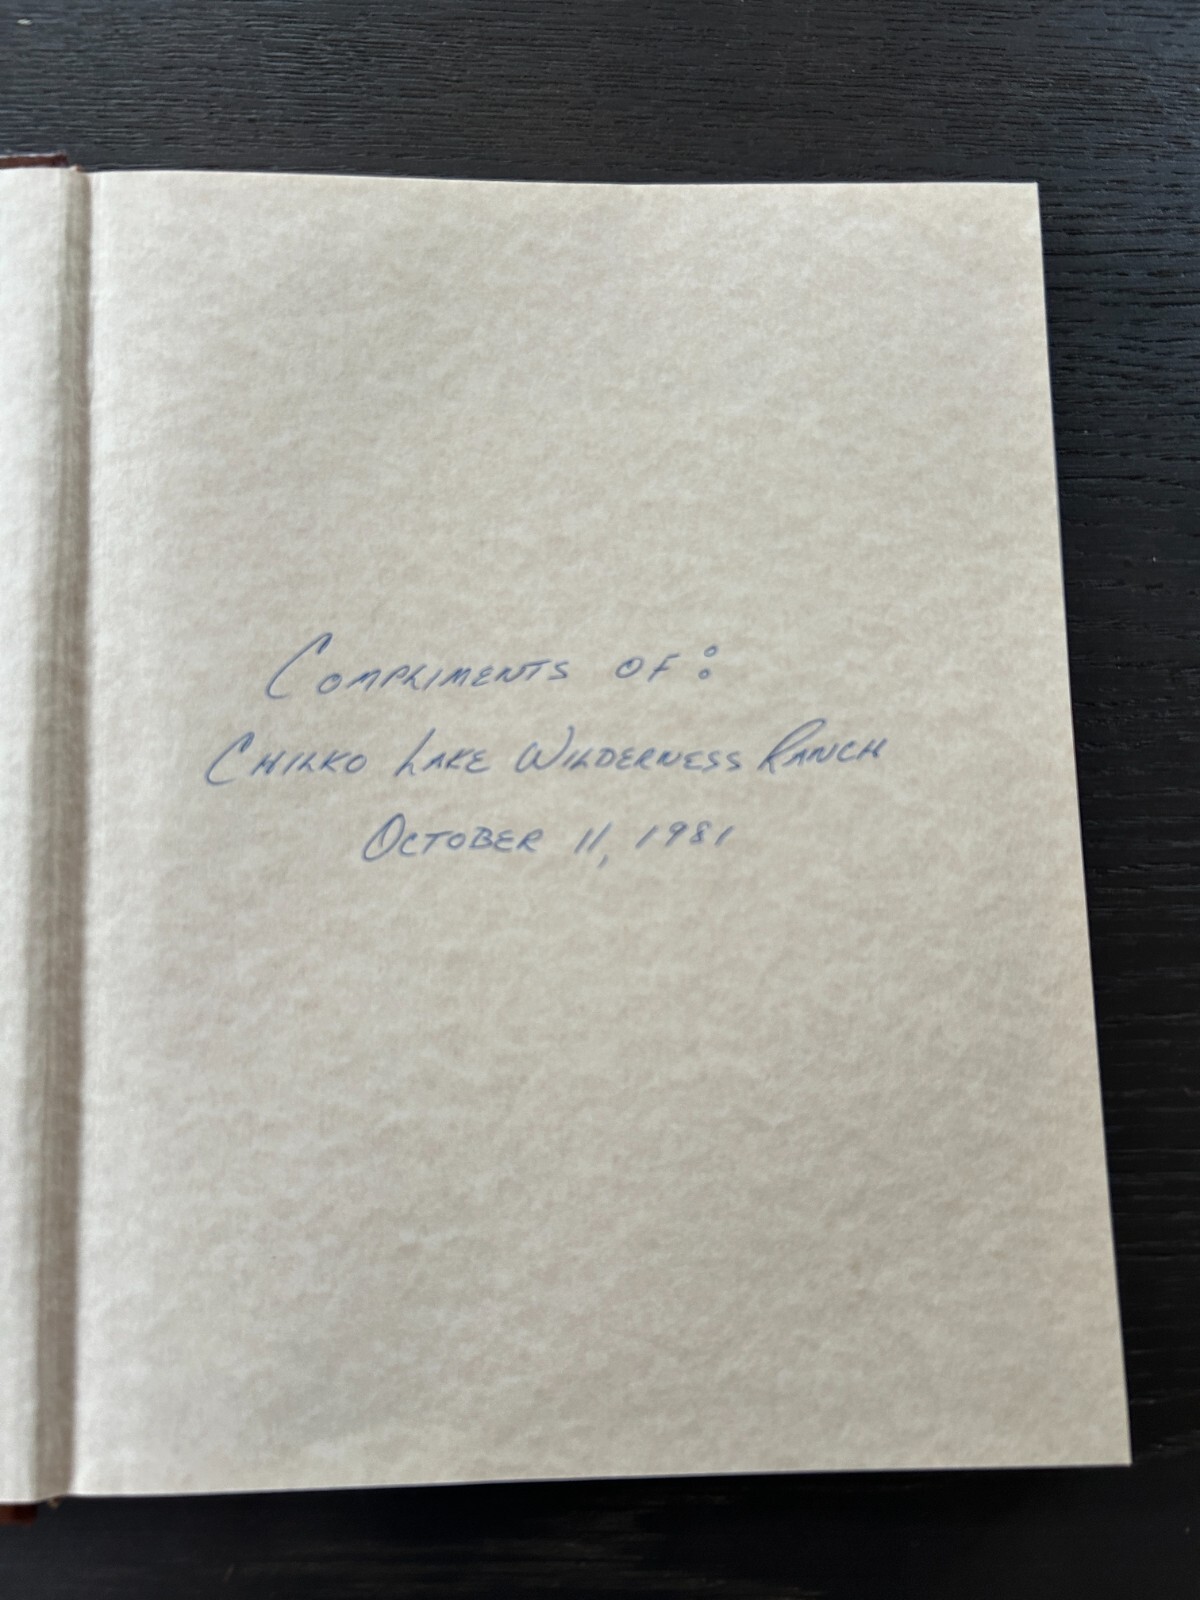 Compliments of:
Chilko Lake Wilderness Ranch
October 11, 1981